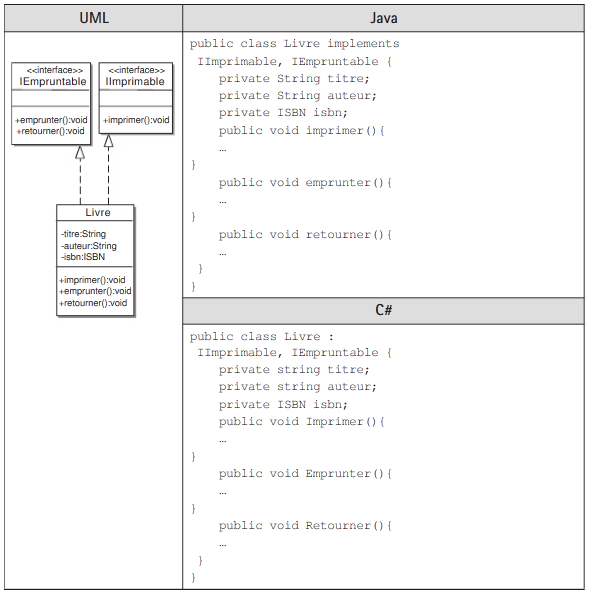 UML
<<interface>>
IEmpruntable
+emprunter():void
+retourner():void
<<interface>>
IImprimable
+imprimer():void
Livre
-titre:String
-auteur:String
-isbn:ISBN
+imprimer():void
+emprunter():void
+retourner():void
Java
public class Livre implements
IImprimable, IEmpruntable {
private String titre;
private String auteur;
private ISBN isbn;
public void imprimer(){
…
}
public void emprunter(){
…
}
public void retourner(){
…
}
}
C#
public class Livre :
IImprimable, IEmpruntable {
private string titre;
private string auteur;
private ISBN isbn;
public void Imprimer(){
…
}
public void Emprunter(){
…
}
public void Retourner(){
…
}
}